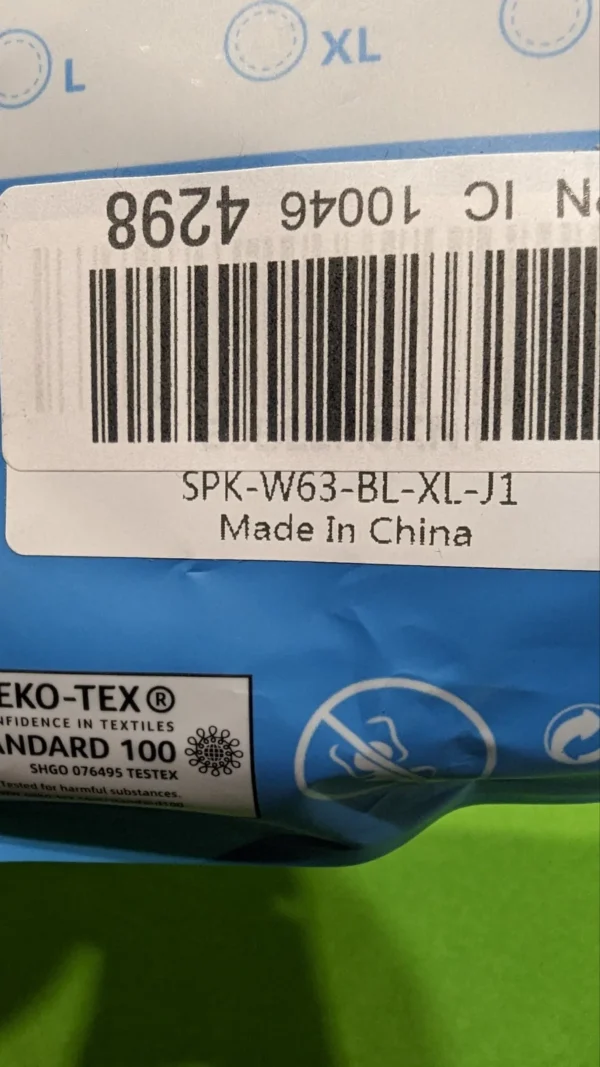 L
XL
N IC 10046 4298
SPK-W63-BL-XL-J1
Made In China
EKO-TEX®
NFIDENCE IN TEXTILES
ANDARD 100
SHGO 076495 TESTEX
Tested for harmful substances.